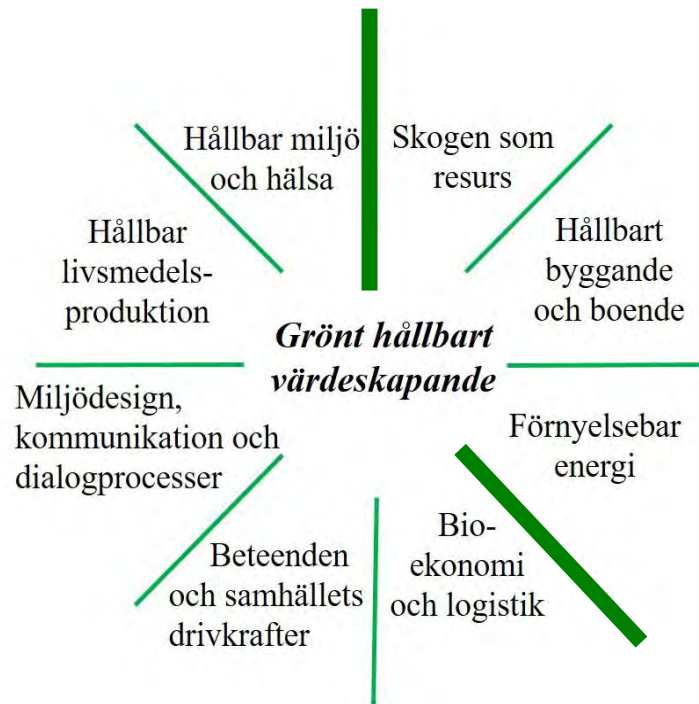 Hållbar miljö
och hälsa
Skogen som
resurs
Hållbar
livsmedels-
produktion
Hållbart
byggande
och boende
Grönt hållbart
värdeskapande
Miljödesign,
kommunikation och
dialogprocesser
Förnyelsebar
energi
Beteenden
och samhällets
drivkrafter
Bio-
ekonomi
och logistik